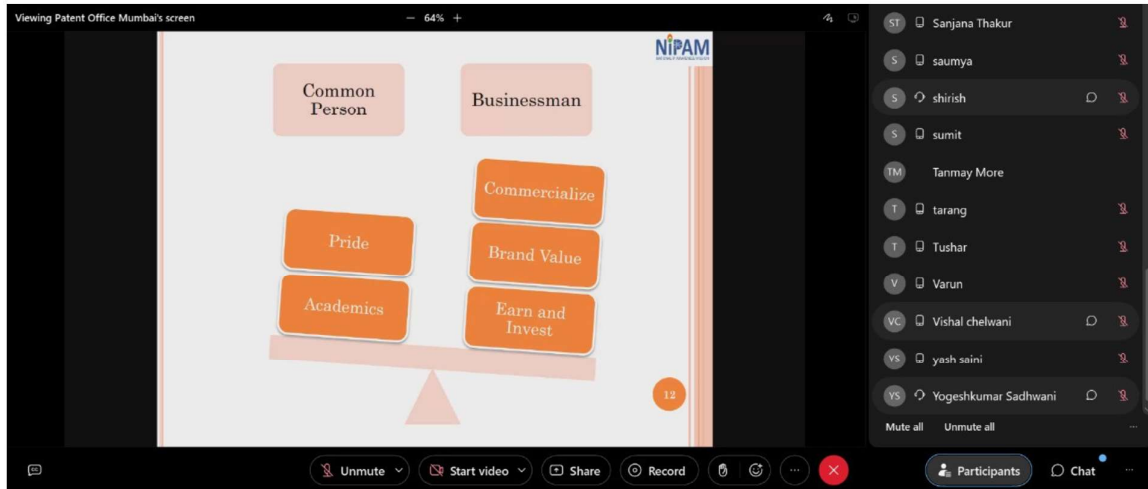 Viewing Patent Office Mumbai's screen
− 64% +
NiPAM
Common
Person
Businessman
Commercialize
Pride
Brand Value
Academics
Earn and
Invest
12
ST Sanjana Thakur
S saumya
S shirish
S sumit
TM Tanmay More
T tarang
T Tushar
V Varun
VC Vishal chelwani
YS yash saini
YS Yogeshkumar Sadhwani
Mute all Unmute all ...
CC Unmute Start video Share Record ... Participants Chat ...